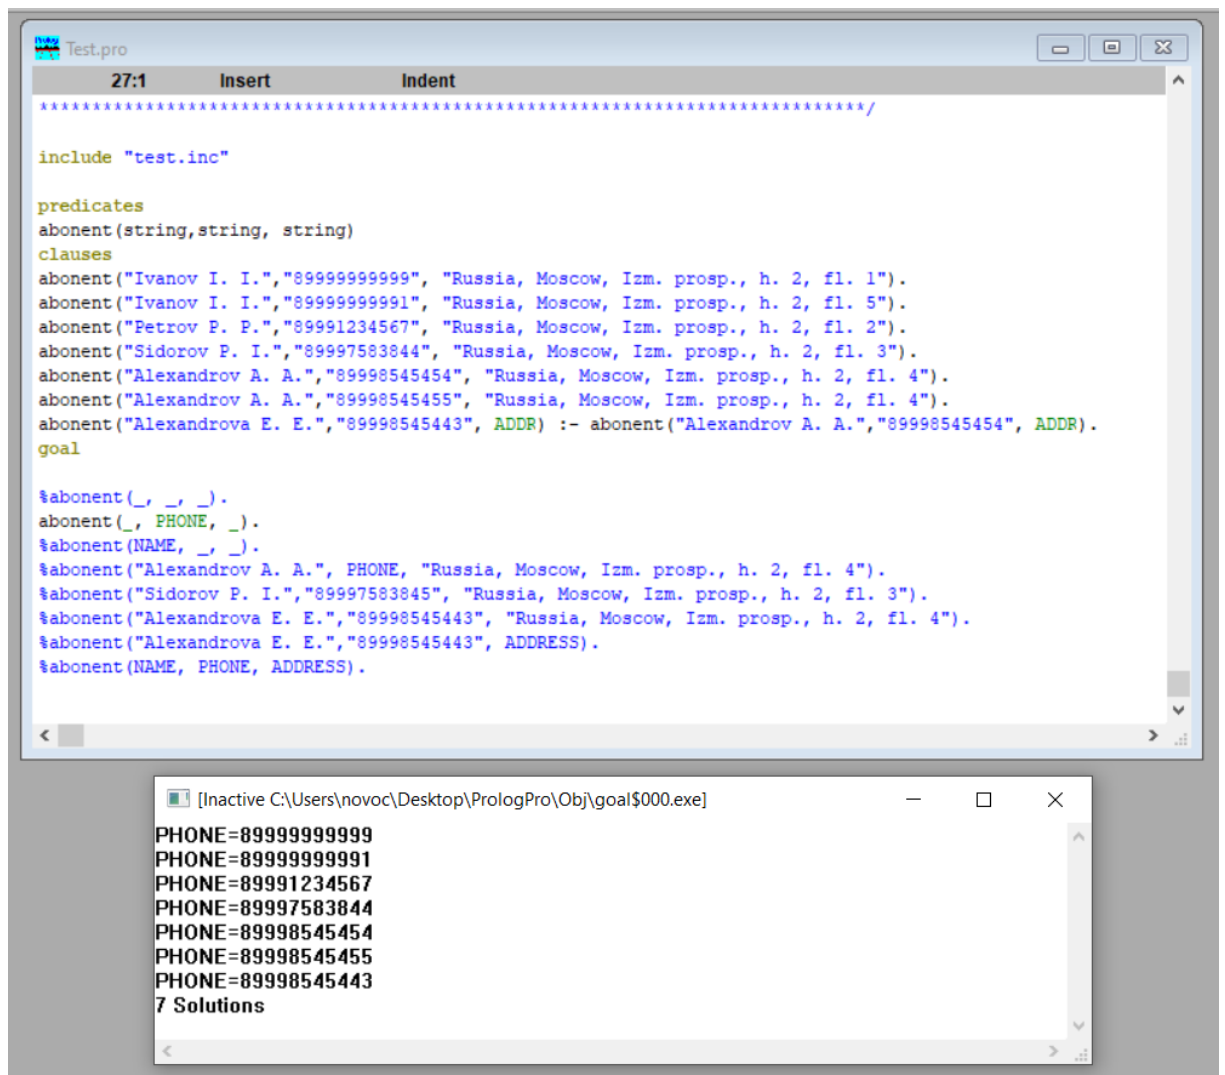 Test.pro
27:1 Insert Indent
******************************************************************************/
include "test.inc"
predicates
abonent(string,string, string)
clauses
abonent("Ivanov I. I.","89999999999", "Russia, Moscow, Izm. prosp., h. 2, fl. 1").
abonent("Ivanov I. I.","89999999991", "Russia, Moscow, Izm. prosp., h. 2, fl. 5").
abonent("Petrov P. P.","89991234567", "Russia, Moscow, Izm. prosp., h. 2, fl. 2").
abonent("Sidorov P. I.","89997583844", "Russia, Moscow, Izm. prosp., h. 2, fl. 3").
abonent("Alexandrov A. A.","89998545454", "Russia, Moscow, Izm. prosp., h. 2, fl. 4").
abonent("Alexandrov A. A.","89998545455", "Russia, Moscow, Izm. prosp., h. 2, fl. 4").
abonent("Alexandrova E. E.","89998545443", ADDR) :- abonent("Alexandrov A. A.","89998545454", ADDR).
goal
%abonent(_, _, _).
abonent(_, PHONE, _).
%abonent(NAME, _, _).
%abonent("Alexandrov A. A.", PHONE, "Russia, Moscow, Izm. prosp., h. 2, fl. 4").
%abonent("Sidorov P. I.","89997583845", "Russia, Moscow, Izm. prosp., h. 2, fl. 3").
%abonent("Alexandrova E. E.","89998545443", "Russia, Moscow, Izm. prosp., h. 2, fl. 4").
%abonent("Alexandrova E. E.","89998545443", ADDRESS).
%abonent(NAME, PHONE, ADDRESS).
[Inactive C:\Users\novoc\Desktop\PrologPro\Obj\goal$000.exe]
PHONE=89999999999
PHONE=89999999991
PHONE=89991234567
PHONE=89997583844
PHONE=89998545454
PHONE=89998545455
PHONE=89998545443
7 Solutions